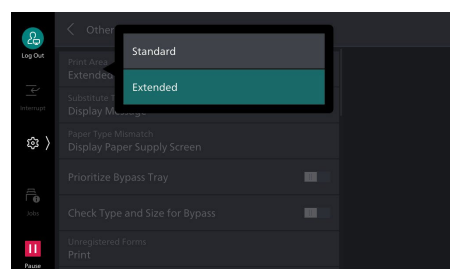 Log Out
Interrupt
Jobs
Pause
Other
Standard
Extended
Print Area
Extended
Substitute T
Display Message
Paper Type Mismatch
Display Paper Supply Screen
Prioritize Bypass Tray
Check Type and Size for Bypass
Unregistered Forms
Print